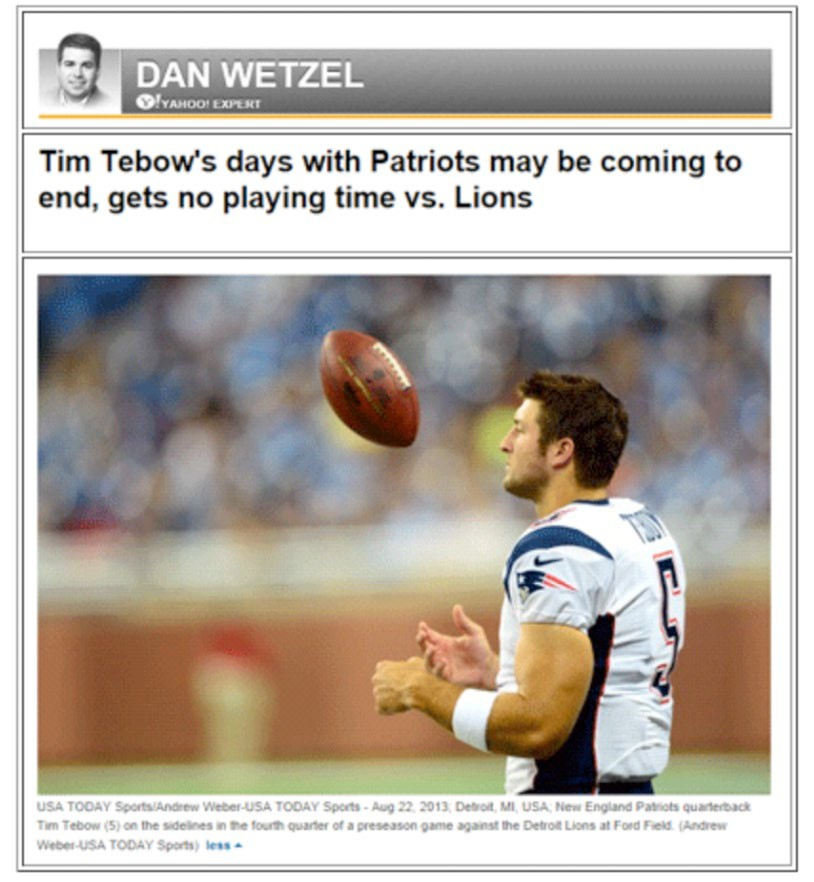 DAN WETZEL
Y! YAHOO! EXPERT
Tim Tebow's days with Patriots may be coming to
end, gets no playing time vs. Lions
TEBOW
5
USA TODAY Sports/Andrew Weber-USA TODAY Sports - Aug 22, 2013; Detroit, MI, USA; New England Patriots quarterback
Tim Tebow (5) on the sidelines in the fourth quarter of a preseason game against the Detroit Lions at Ford Field. (Andrew
Weber-USA TODAY Sports) less